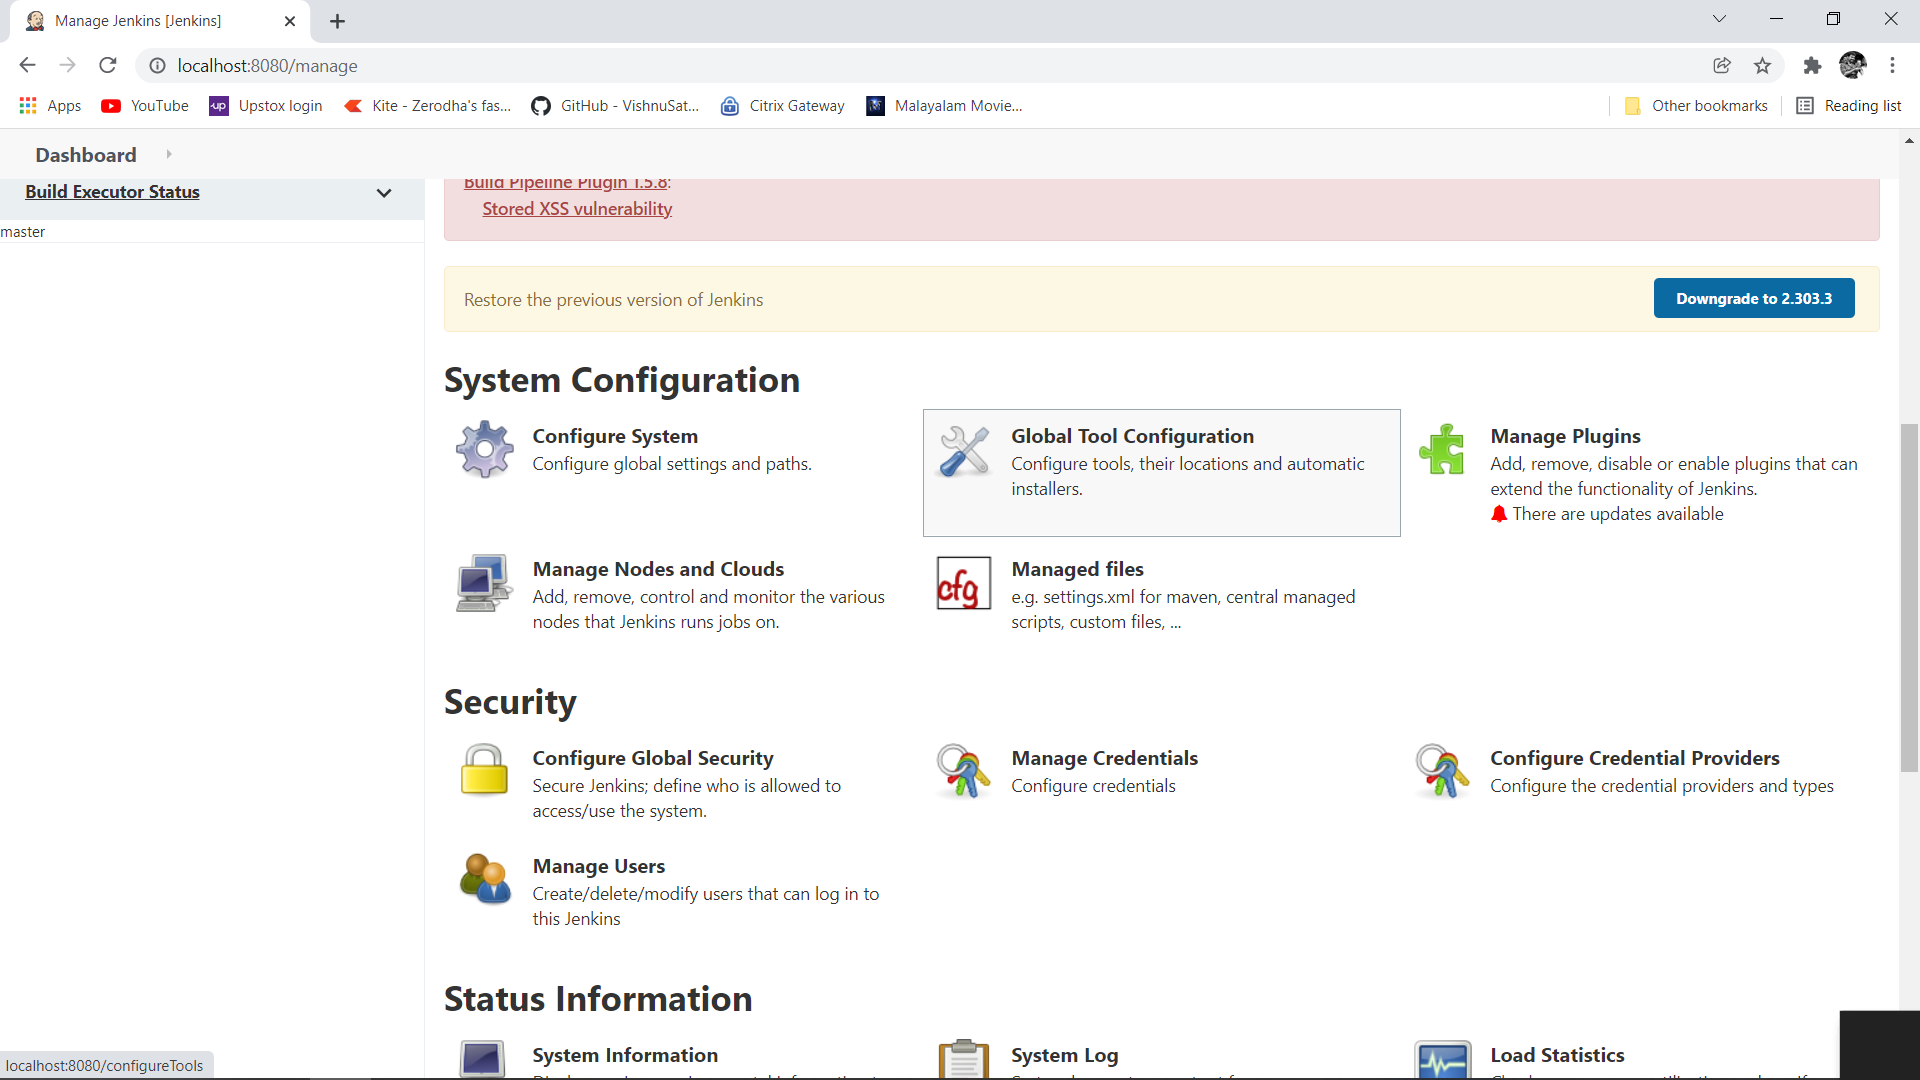 Manage Jenkins [Jenkins]
localhost:8080/manage
Apps
YouTube
up
Upstox login
Kite - Zerodha's fas...
GitHub - VishnuSat...
Citrix Gateway
Malayalam Movie...
Other bookmarks
Reading list
Dashboard
Build Executor Status
master
Build Pipeline Plugin 1.5.8:
Stored XSS vulnerability
Restore the previous version of Jenkins
Downgrade to 2.303.3
System Configuration
Configure System
Configure global settings and paths.
Global Tool Configuration
Configure tools, their locations and automatic
installers.
Manage Plugins
Add, remove, disable or enable plugins that can
extend the functionality of Jenkins.
There are updates available
Manage Nodes and Clouds
Add, remove, control and monitor the various
nodes that Jenkins runs jobs on.
cfg
Managed files
e.g. settings.xml for maven, central managed
scripts, custom files, ...
Security
Configure Global Security
Secure Jenkins; define who is allowed to
access/use the system.
Manage Credentials
Configure credentials
Configure Credential Providers
Configure the credential providers and types
Manage Users
Create/delete/modify users that can log in to
this Jenkins
Status Information
System Information
System Log
Load Statistics
localhost:8080/configureTools